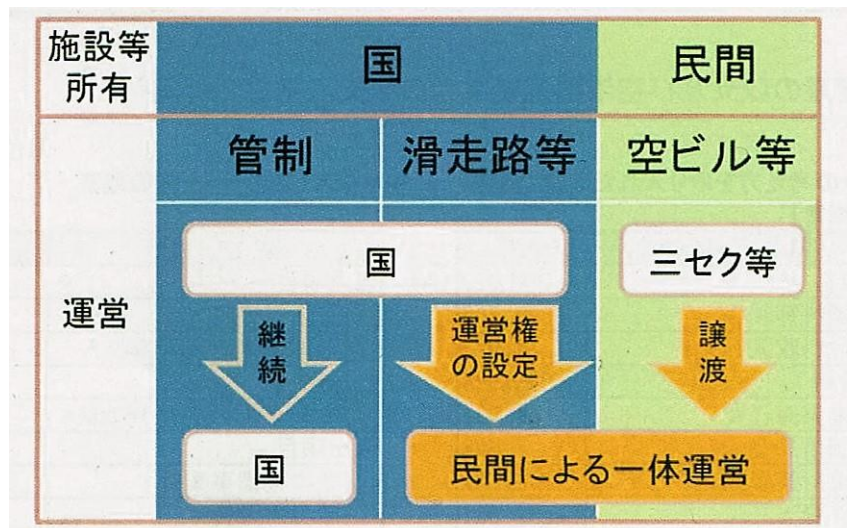 施設等
所有
国
民間
管制
滑走路等
空ビル等
運営
国
三セク等
継続
運営権
の設定
譲渡
国
民間による一体運営